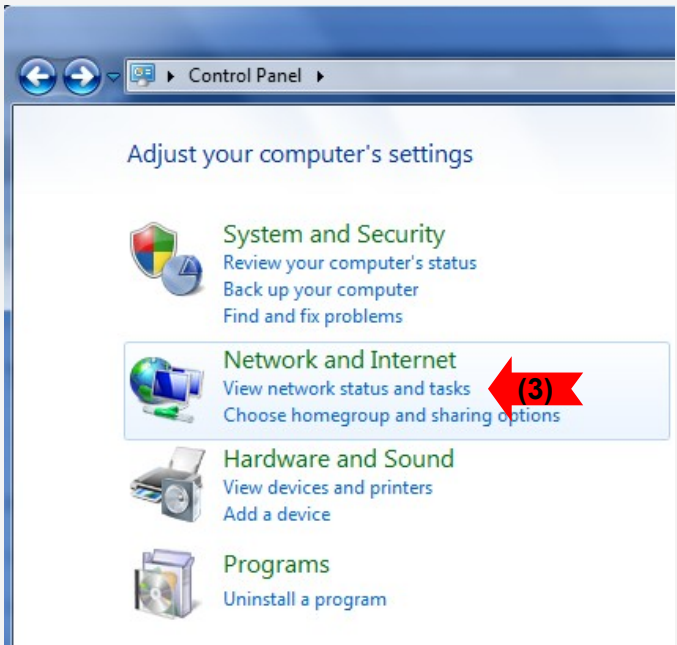 Control Panel
Adjust your computer's settings
System and Security
Review your computer's status
Back up your computer
Find and fix problems
Network and Internet
View network status and tasks (3)
Choose homegroup and sharing options
Hardware and Sound
View devices and printers
Add a device
Programs
Uninstall a program